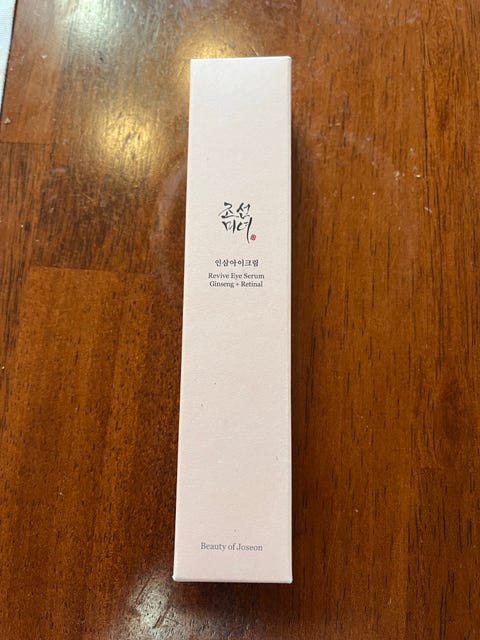 조선
미녀
인삼아이크림
Revive Eye Serum
Ginseng + Retinal
Beauty of Joseon